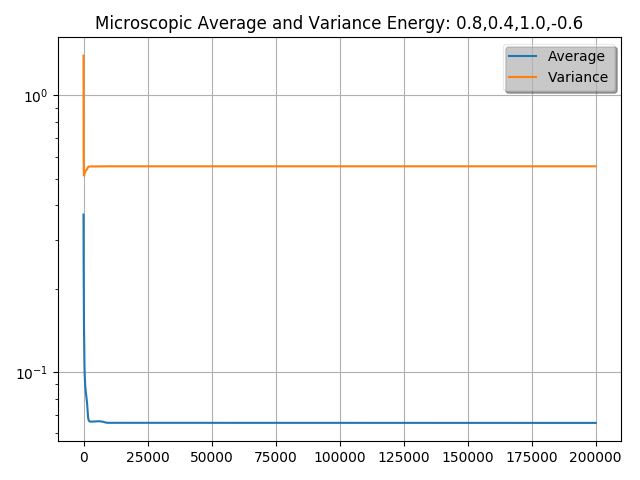 Microscopic Average and Variance Energy: 0.8,0.4,1.0,-0.6
Average
Variance
10⁰
10⁻¹
0 25000 50000 75000 100000 125000 150000 175000 200000